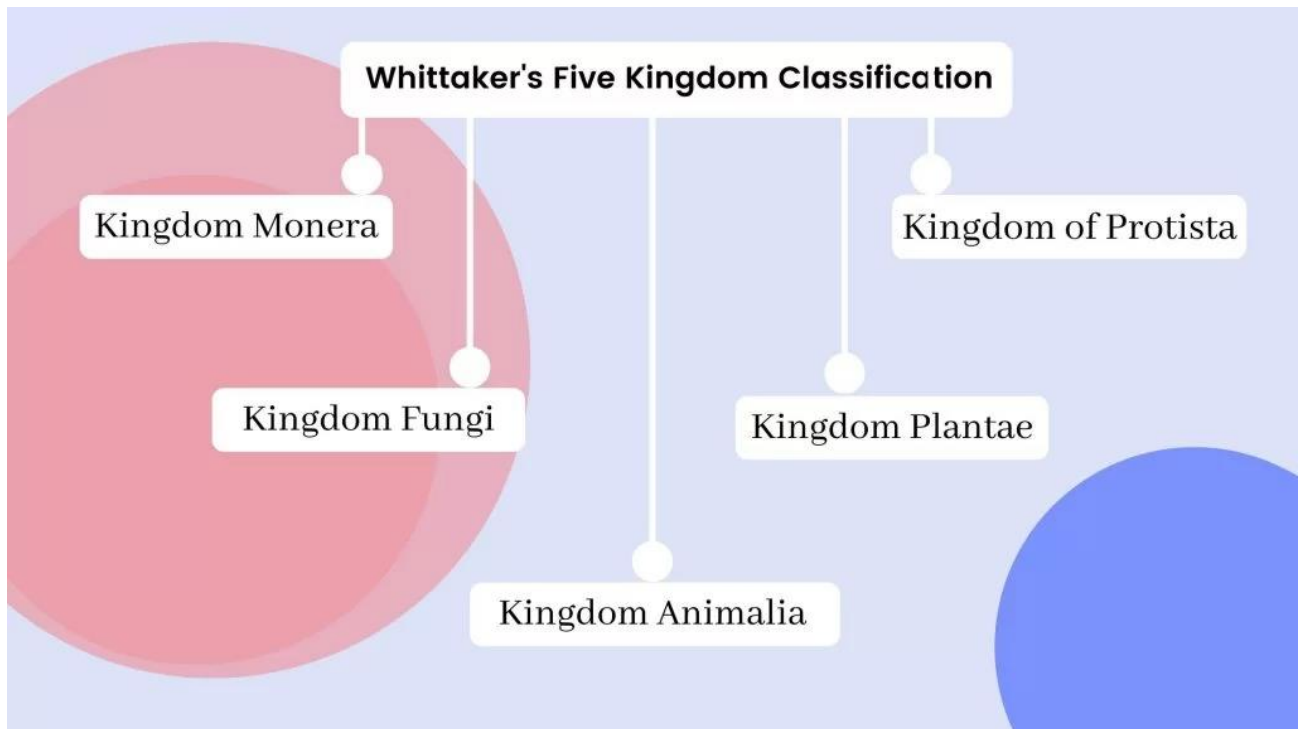 Whittaker's Five Kingdom Classification
Kingdom Monera
Kingdom of Protista
Kingdom Fungi
Kingdom Plantae
Kingdom Animalia